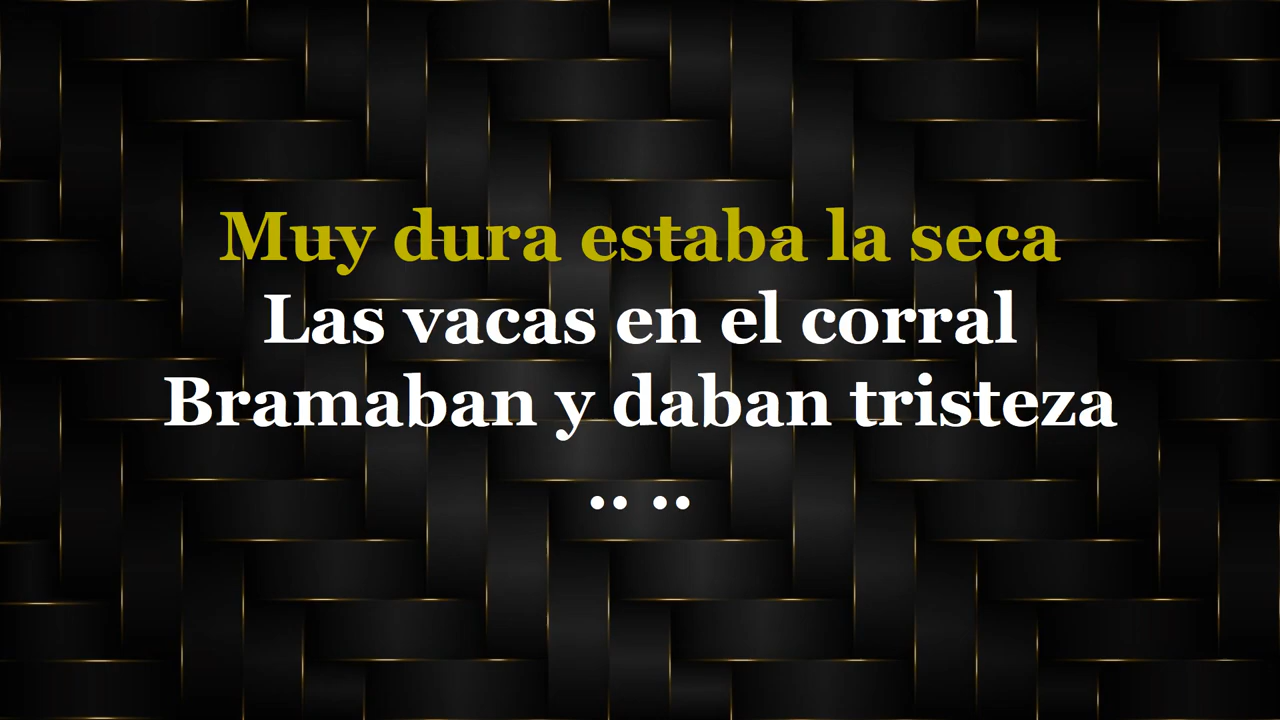 Muy dura estaba la seca
Las vacas en el corral
Bramaban y daban tristeza
•• ••